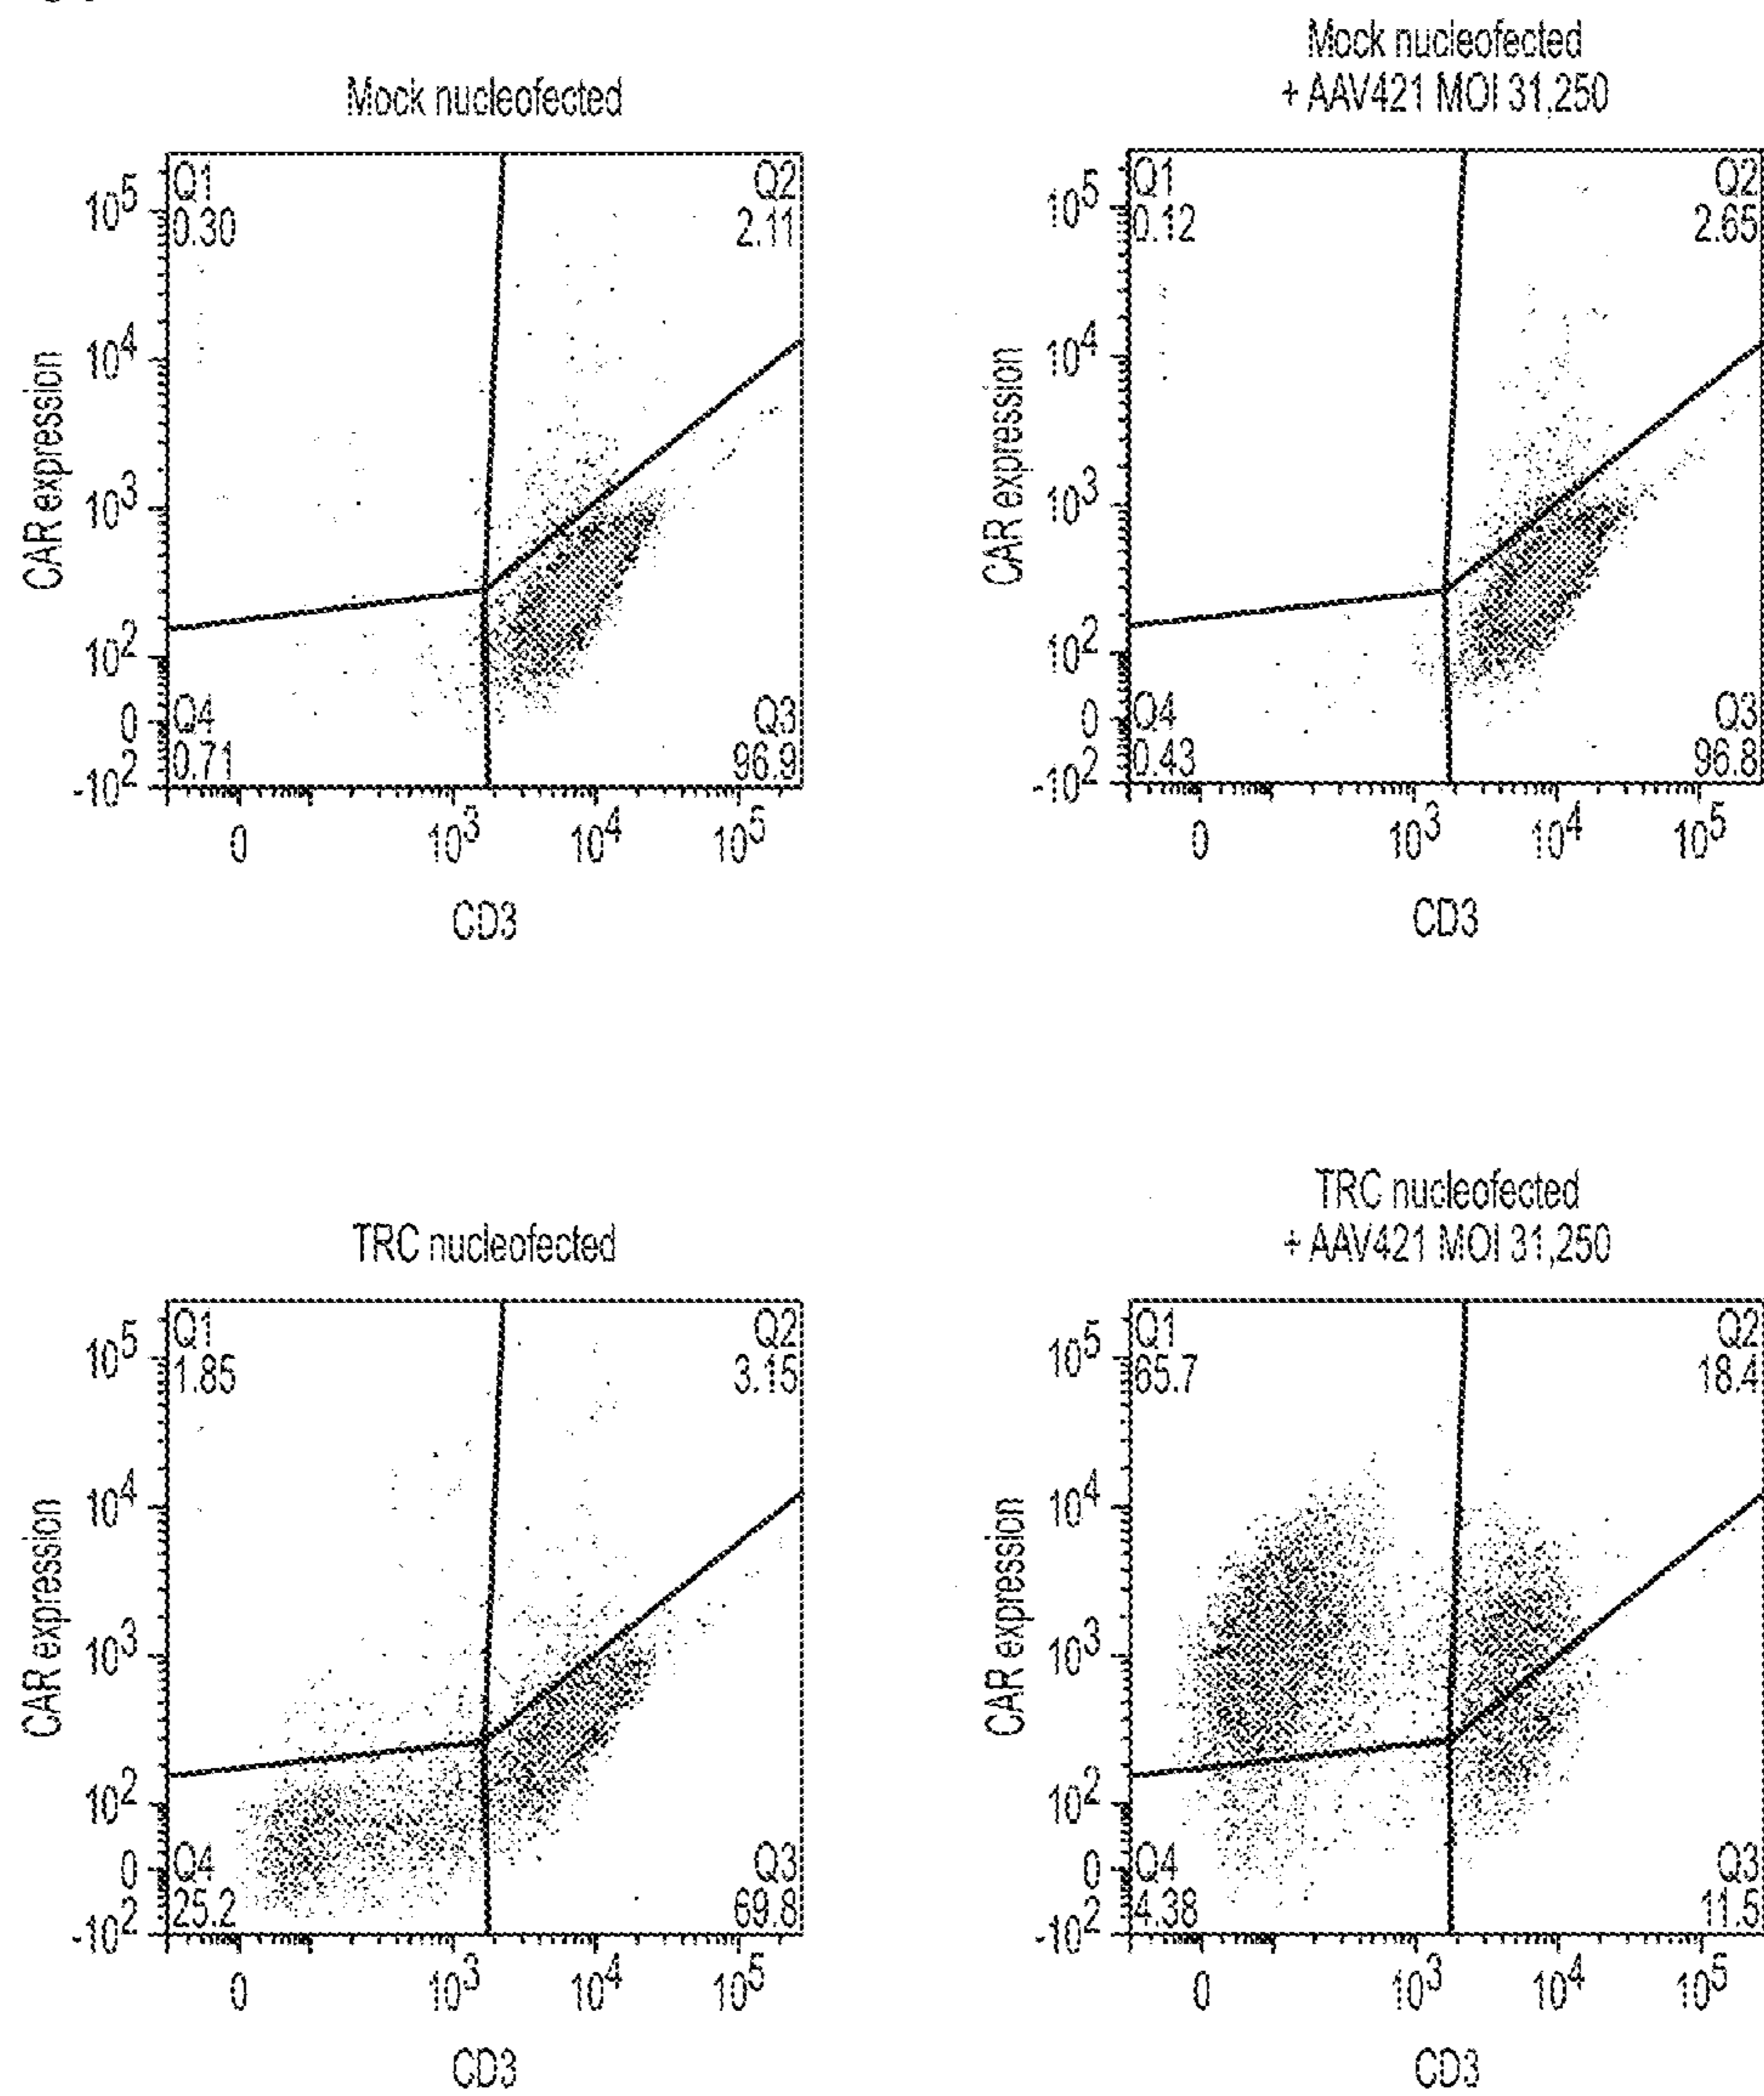 Mock nucleofected
Q1
0.30
Q2
2.11
Q4
0.71
Q3
96.9
10^5
10^4
10^3
10^2
0
-10^2
CAR expression
0
10^3
10^4
10^5
CD3
Mock nucleofected
+ AAV421 MOI 31,250
Q1
0.12
Q2
2.65
Q4
0.43
Q3
96.8
10^5
10^4
10^3
10^2
0
-10^2
CAR expression
0
10^3
10^4
10^5
CD3
TRC nucleofected
Q1
1.85
Q2
3.15
Q4
25.2
Q3
69.8
10^5
10^4
10^3
10^2
0
-10^2
CAR expression
0
10^3
10^4
10^5
CD3
TRC nucleofected
+ AAV421 MOI 31,250
Q1
65.7
Q2
18.4
Q4
4.38
Q3
11.5
10^5
10^4
10^3
10^2
0
-10^2
CAR expression
0
10^3
10^4
10^5
CD3